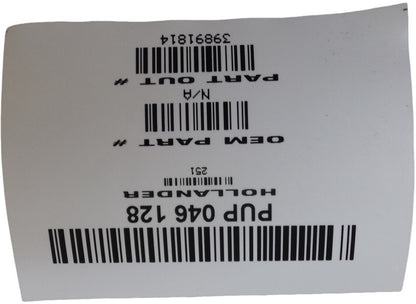 PUP 046 128
HOLLANDER
251
OEM PART #
N/A
PART OUT #
39891814